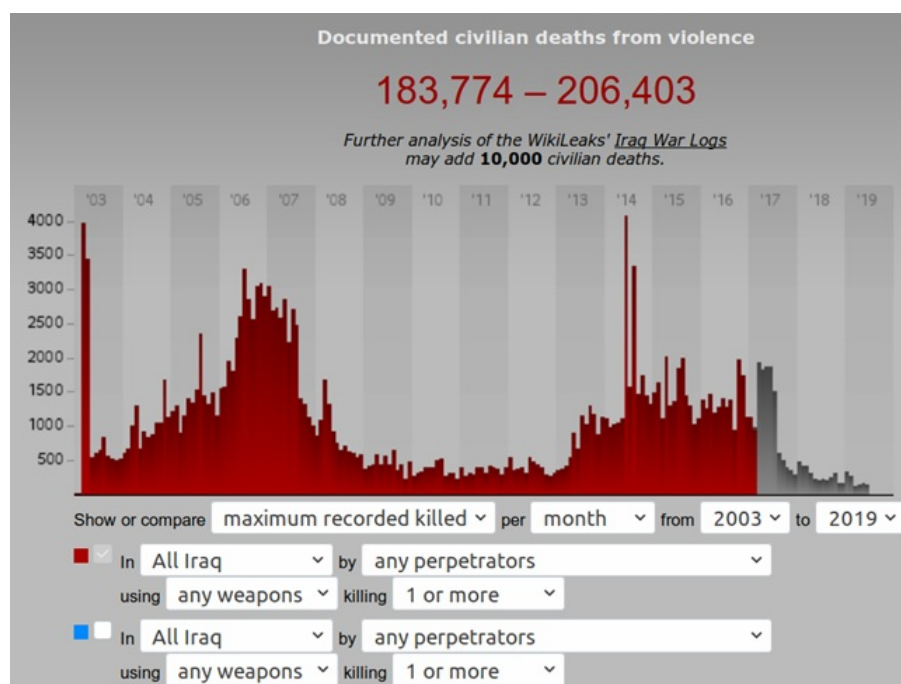 Documented civilian deaths from violence
183,774 – 206,403
Further analysis of the WikiLeaks' Iraq War Logs
may add 10,000 civilian deaths.
'03 '04 '05 '06 '07 '08 '09 '10 '11 '12 '13 '14 '15 '16 '17 '18 '19
4000
3500
3000
2500
2000
1500
1000
500
Show or compare maximum recorded killed per month from 2003 to 2019
In All Iraq by any perpetrators
using any weapons killing 1 or more
In All Iraq by any perpetrators
using any weapons killing 1 or more